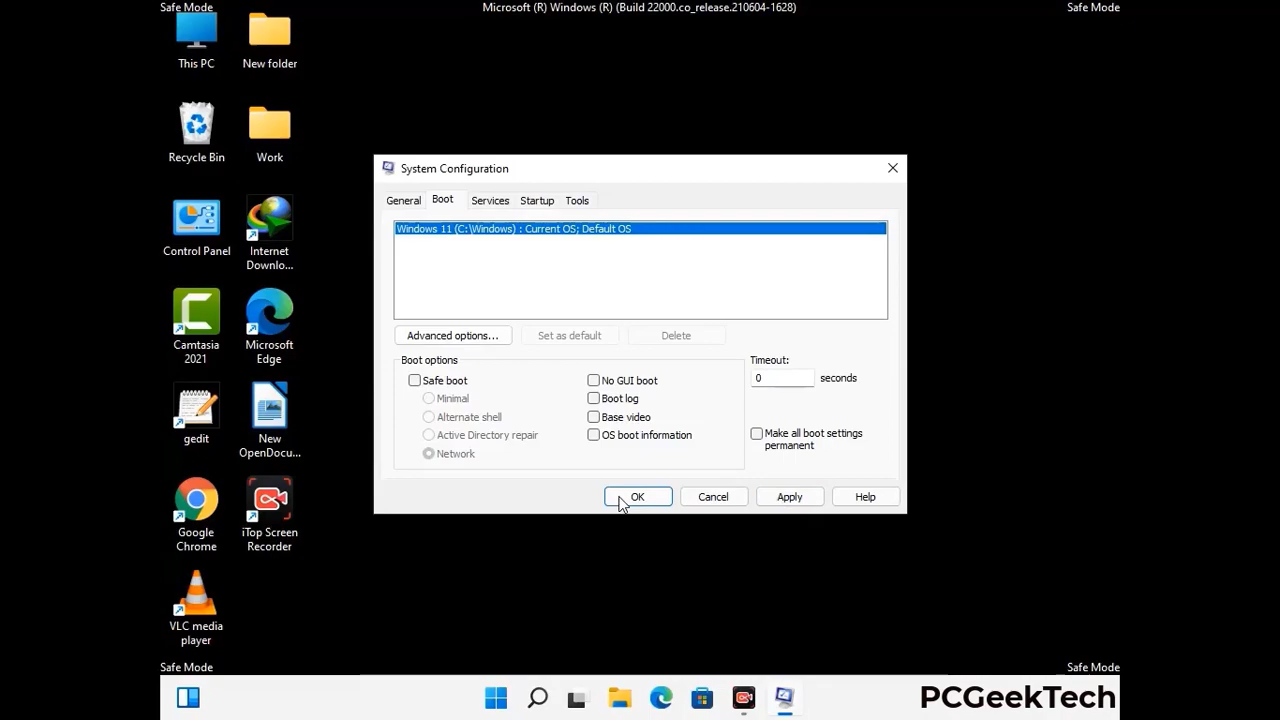 Safe Mode
Microsoft (R) Windows (R) (Build 22000.co_release.210604-1628)
Safe Mode
This PC
New folder
Recycle Bin
Work
Control Panel
Internet
Downlo...
Camtasia
2021
Microsoft
Edge
gedit
New
OpenDocu...
Google
Chrome
iTop Screen
Recorder
VLC media
player
System Configuration
General
Boot
Services
Startup
Tools
Windows 11 (C:\Windows) : Current OS; Default OS
Advanced options...
Set as default
Delete
Boot options
Safe boot
Minimal
Alternate shell
Active Directory repair
Network
No GUI boot
Boot log
Base video
OS boot information
Timeout:
0
seconds
Make all boot settings
permanent
OK
Cancel
Apply
Help
Safe Mode
Safe Mode
PCGeekTech